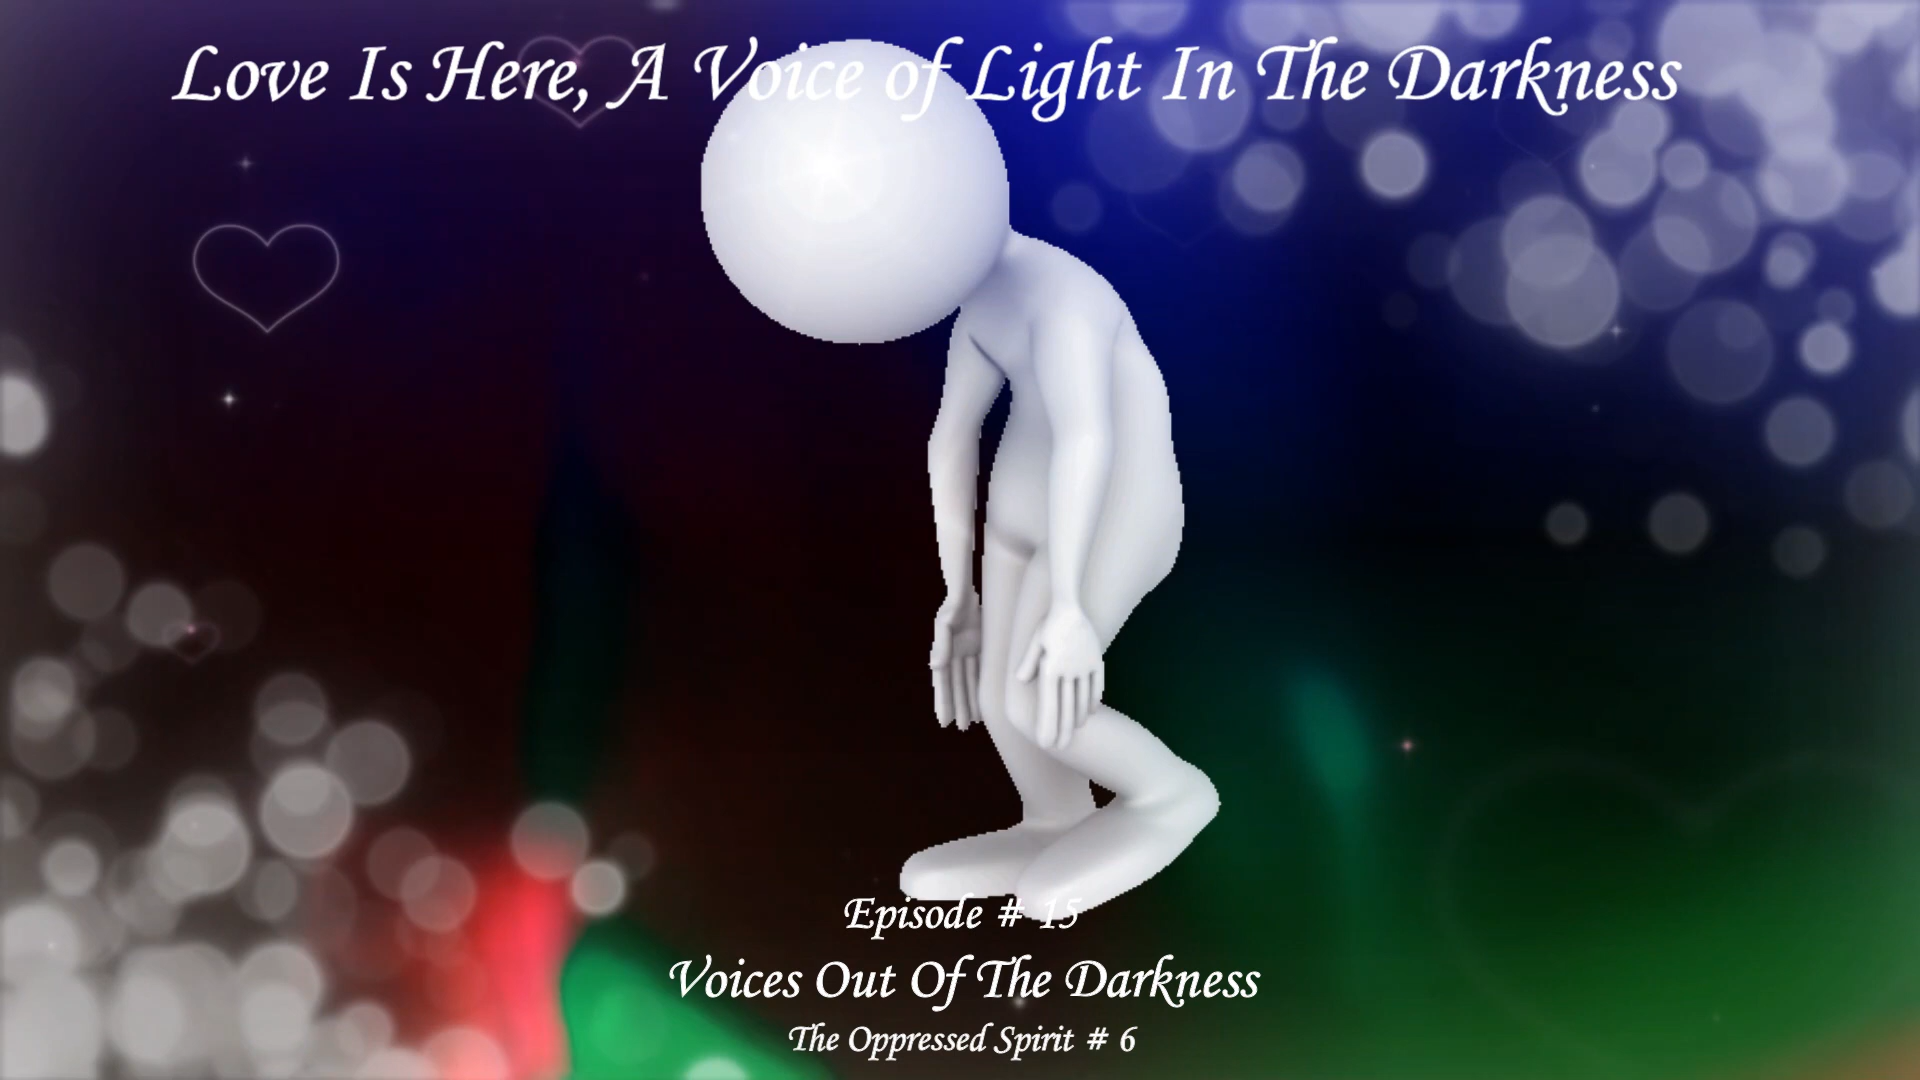 Love Is Here, A Voice of Light In The Darkness
Episode # 15
Voices Out Of The Darkness
The Oppressed Spirit # 6